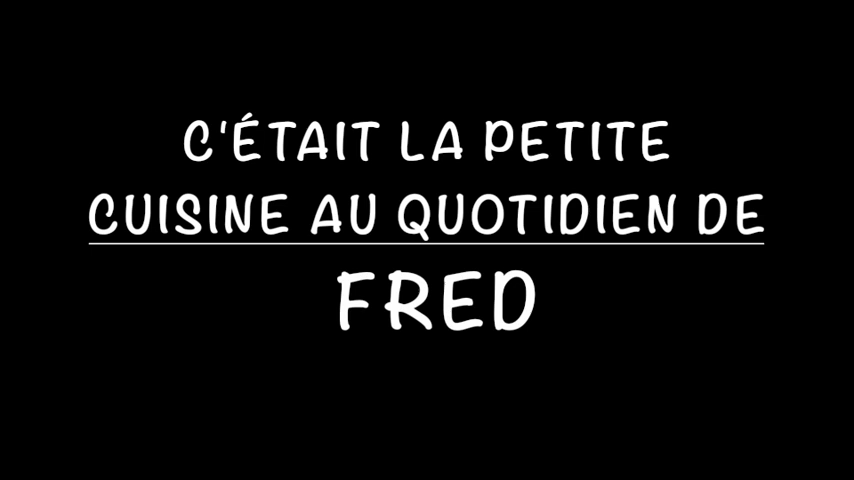 C'ÉTAIT LA PETITE
CUISINE AU QUOTIDIEN DE
FRED